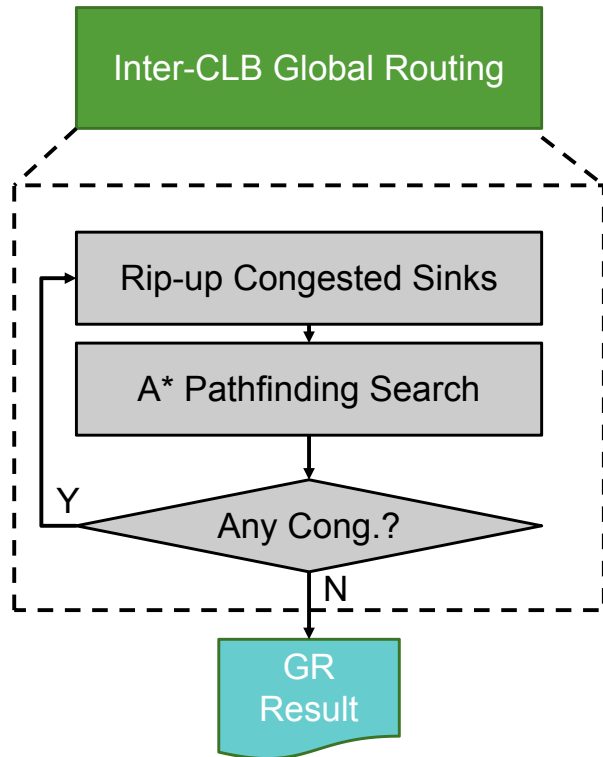 Inter-CLB Global Routing
Rip-up Congested Sinks
A* Pathfinding Search
Y
Any Cong.?
N
GR
Result